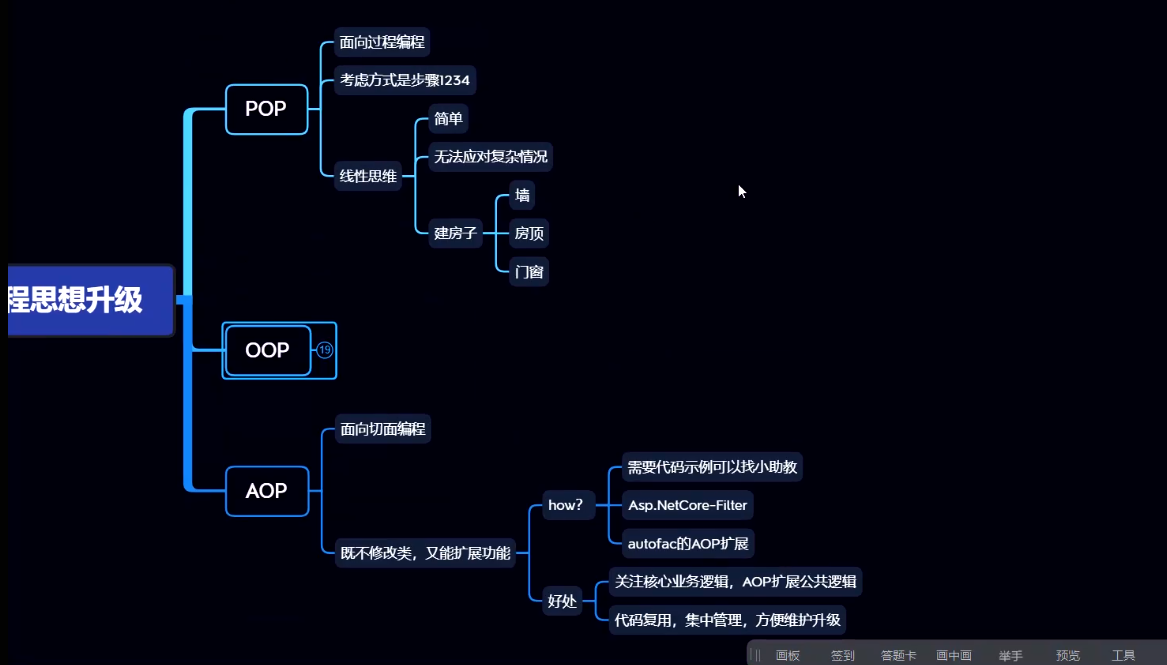 程思想升级
POP
面向过程编程
考虑方式是步骤1234
线性思维
简单
无法应对复杂情况
建房子
墙
房顶
门窗
OOP
19
AOP
面向切面编程
既不修改类，又能扩展功能
how?
需要代码示例可以找小助教
Asp.NetCore-Filter
autofac的AOP扩展
好处
关注核心业务逻辑，AOP扩展公共逻辑
代码复用，集中管理，方便维护升级
画板 签到 答题卡 画中画 举手 预览 工具